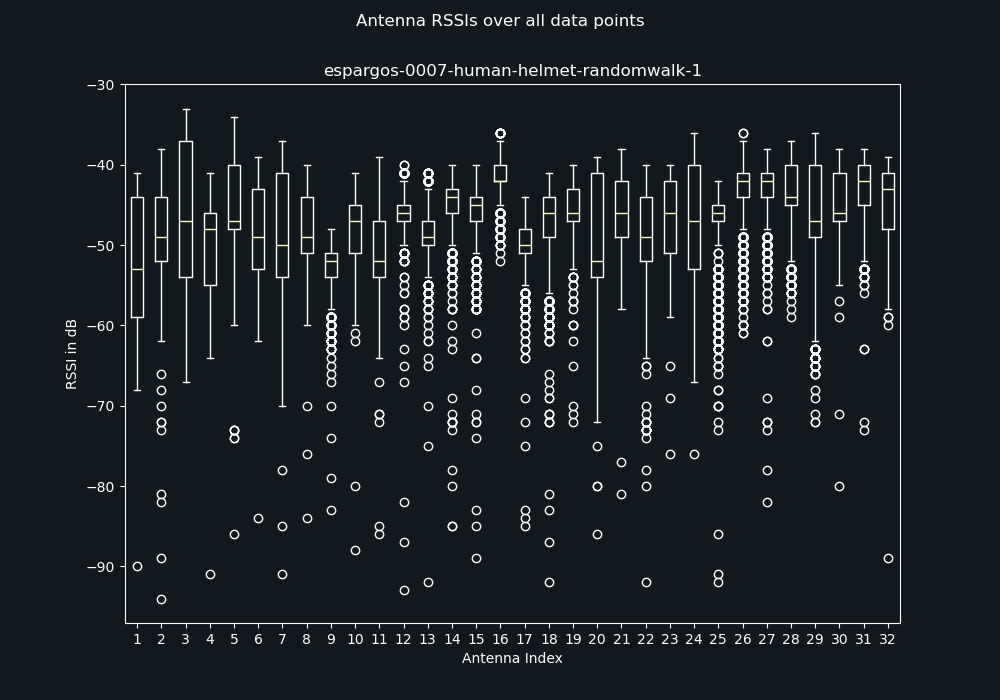 Antenna RSSIs over all data points
espargos-0007-human-helmet-randomwalk-1
RSSI in dB
−30
−40
−50
−60
−70
−80
−90
1 2 3 4 5 6 7 8 9 10 11 12 13 14 15 16 17 18 19 20 21 22 23 24 25 26 27 28 29 30 31 32
Antenna Index